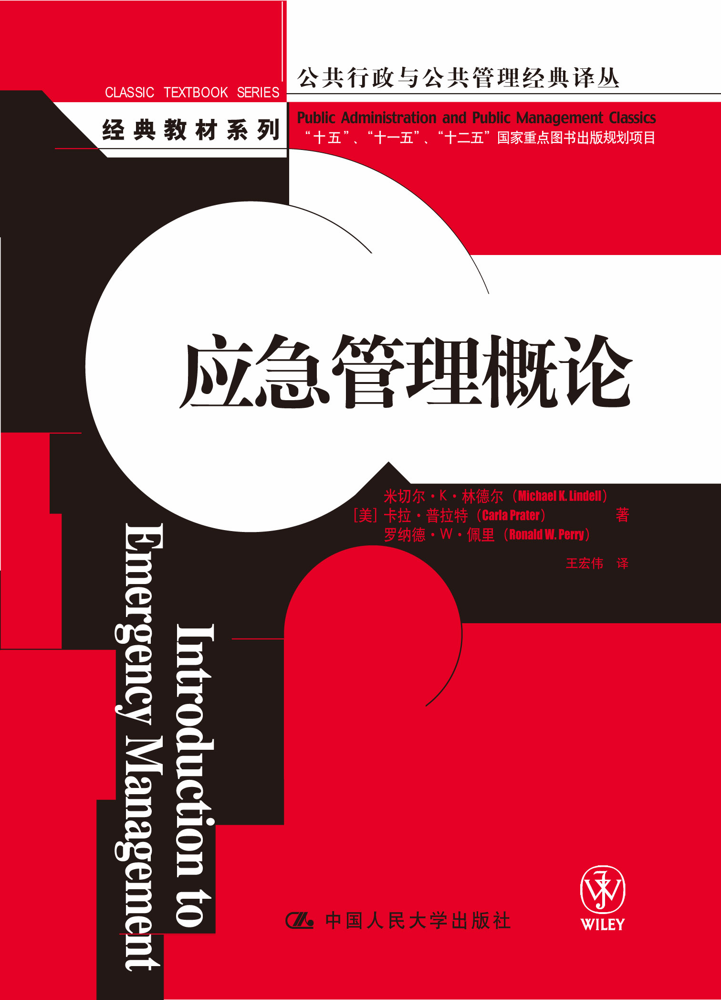 公共行政与公共管理经典译丛
CLASSIC TEXTBOOK SERIES
Public Administration and Public Management Classics
经典教材系列
“十五”、“十一五”、“十二五”国家重点图书出版规划项目
应急管理概论
米切尔·K·林德尔（Michael K. Lindell）
[美] 卡拉·普拉特（Carla Prater） 著
罗纳德·W·佩里（Ronald W. Perry）
王宏伟 译
Introduction to
Emergency Management
中国人民大学出版社
WILEY